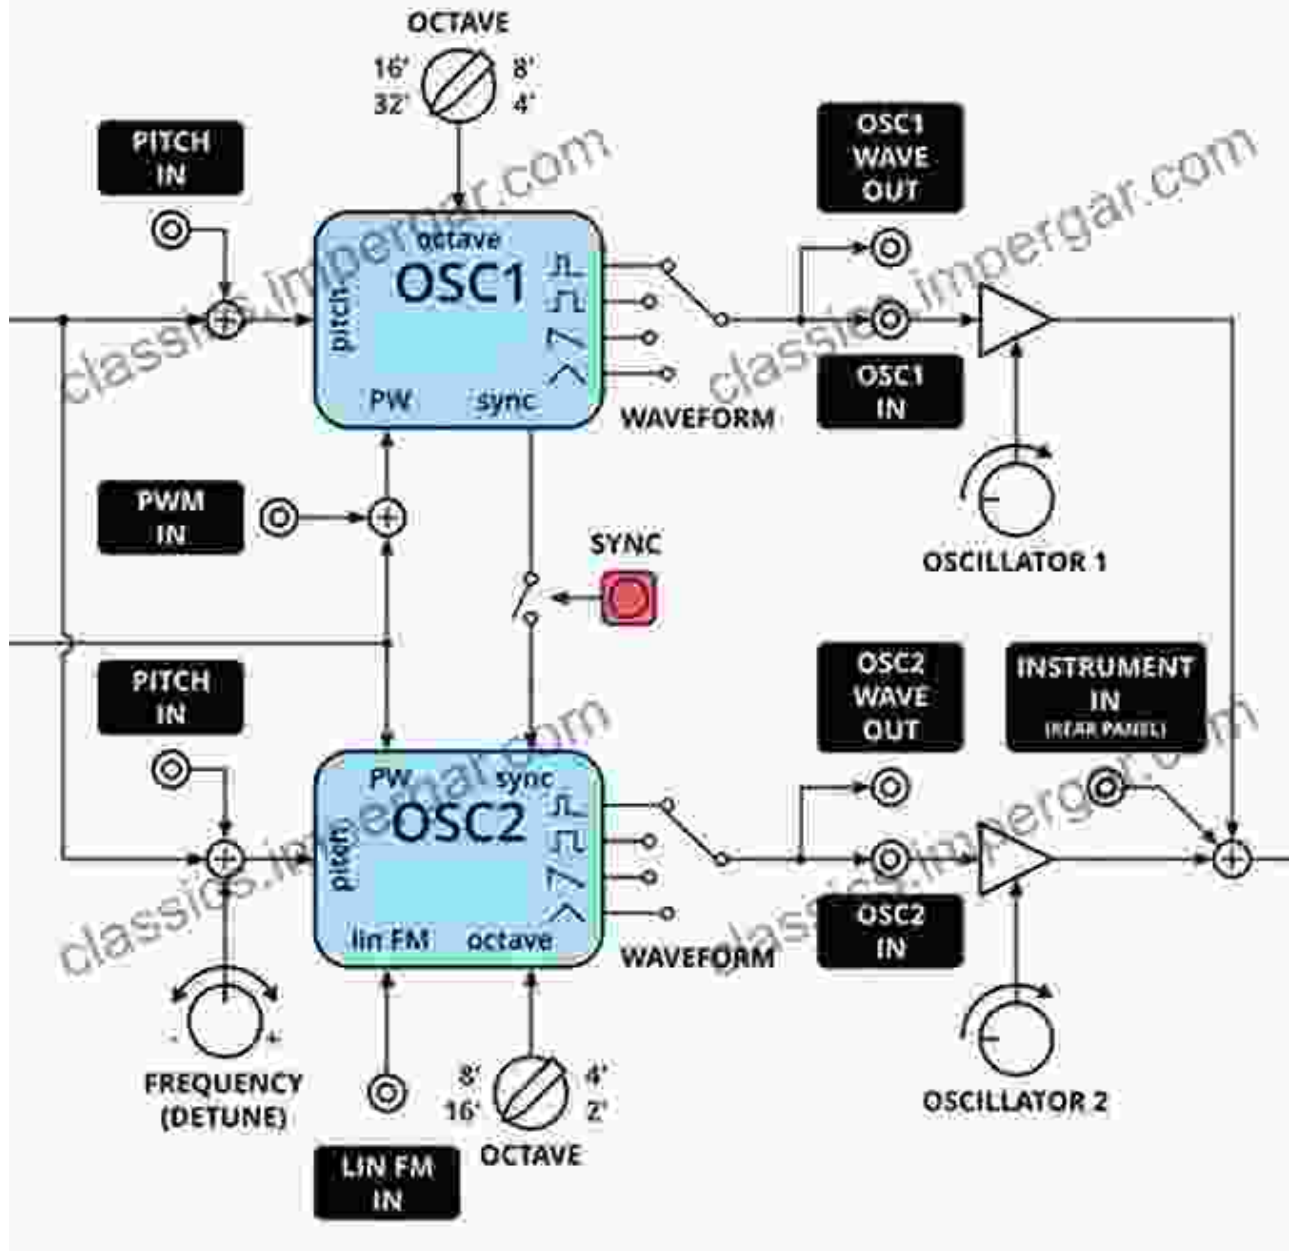 OCTAVE
16' 8'
32' 4'
PITCH
IN
OSC1
WAVE
OUT
octave
OSC1
pitch
PW sync
WAVEFORM
OSC1
IN
PWM
IN
SYNC
OSCILLATOR 1
PITCH
IN
OSC2
WAVE
OUT
INSTRUMENT
IN
(REAR PANEL)
PW sync
OSC2
pitch
lin FM octave
WAVEFORM
OSC2
IN
- +
FREQUENCY
(DETUNE)
8' 4'
16' 2'
OCTAVE
LIN FM
IN
OSCILLATOR 2
classics.impergar.com
classics.impergar.com
classics.impergar.com
classics.impergar.com